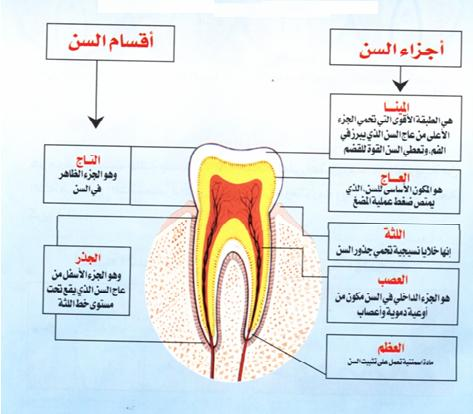 أجزاء السن
المينا
هي الطبقة الأقوى التي تحمي الجزء
الأعلى من عاج السن الذي يبرز في
الفم، وتعطي السن القوة للقضم
العاج
هو المكون الأساسى للسن، الذي
يمتص ضغط عملية المضغ
اللثة
إنها خلايا نسيجية تحمي جذور السن
العصب
هو الجزء الداخلي في السن مكون من
أوعية دموية وأعصاب
العظم
مادة اسمنتية تعمل على تثبيت السن
أقسام السن
التاج
وهو الجزء الظاهر
في السن
الجذر
وهو الجزء الأسفل من
عاج السن الذي يقع تحت
مستوى خط اللثة